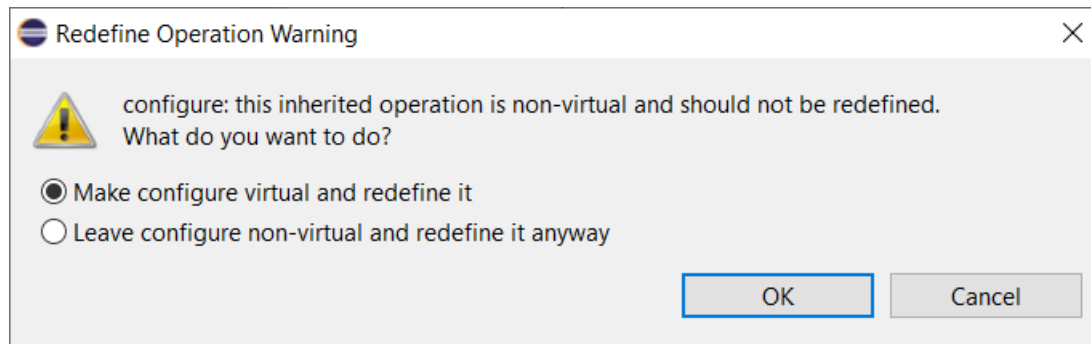 Redefine Operation Warning
configure: this inherited operation is non-virtual and should not be redefined.
What do you want to do?
Make configure virtual and redefine it
Leave configure non-virtual and redefine it anyway
OK
Cancel